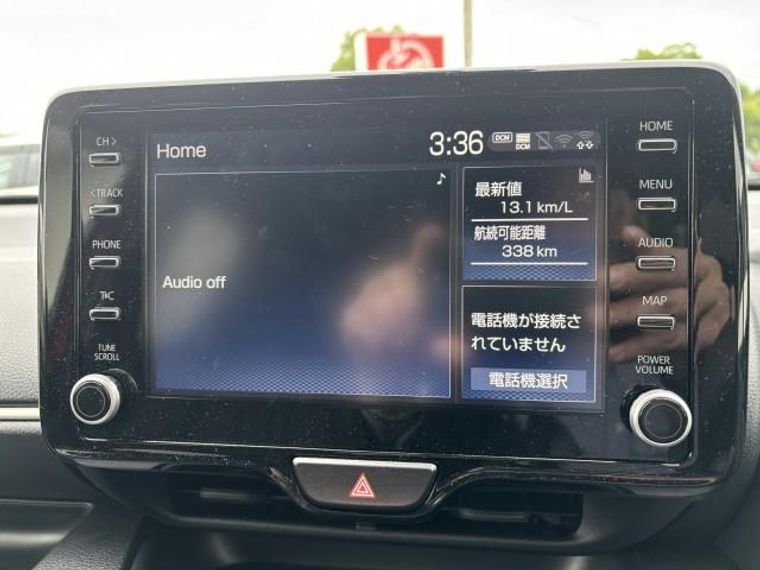 CH>
<TRACK
PHONE
T•C
TUNE
SCROLL
Home
3:36
DCM
DCM
Audio off
最新値
13.1 km/L
航続可能距離
338 km
電話機が接続さ
れていません
電話機選択
HOME
MENU
AUDIO
MAP
POWER
VOLUME